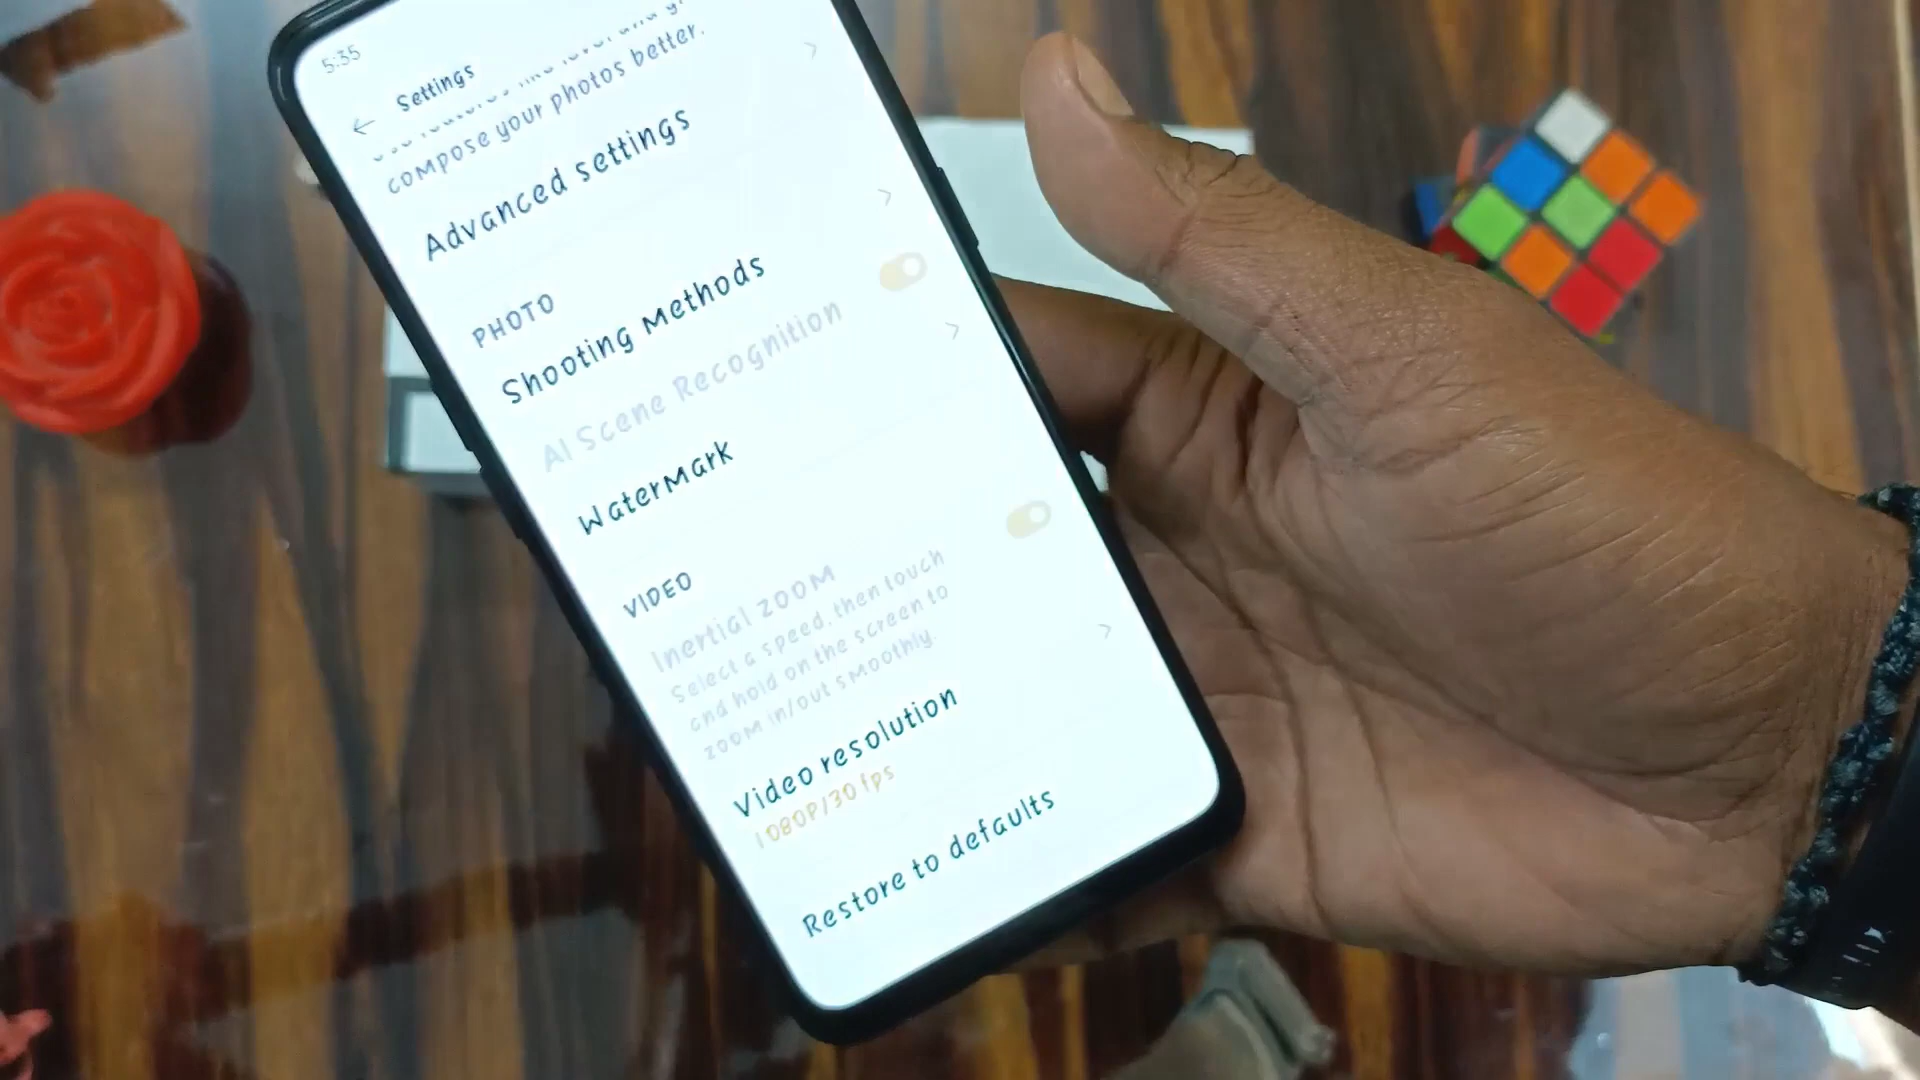 5:35
Settings
compose your photos better.
Advanced settings
PHOTO
Shooting Methods
AI Scene Recognition
Watermark
VIDEO
Inertial zoom
Select a speed, then touch
and hold on the screen to
zoom in/out smoothly.
Video resolution
1080P/30 fps
Restore to defaults